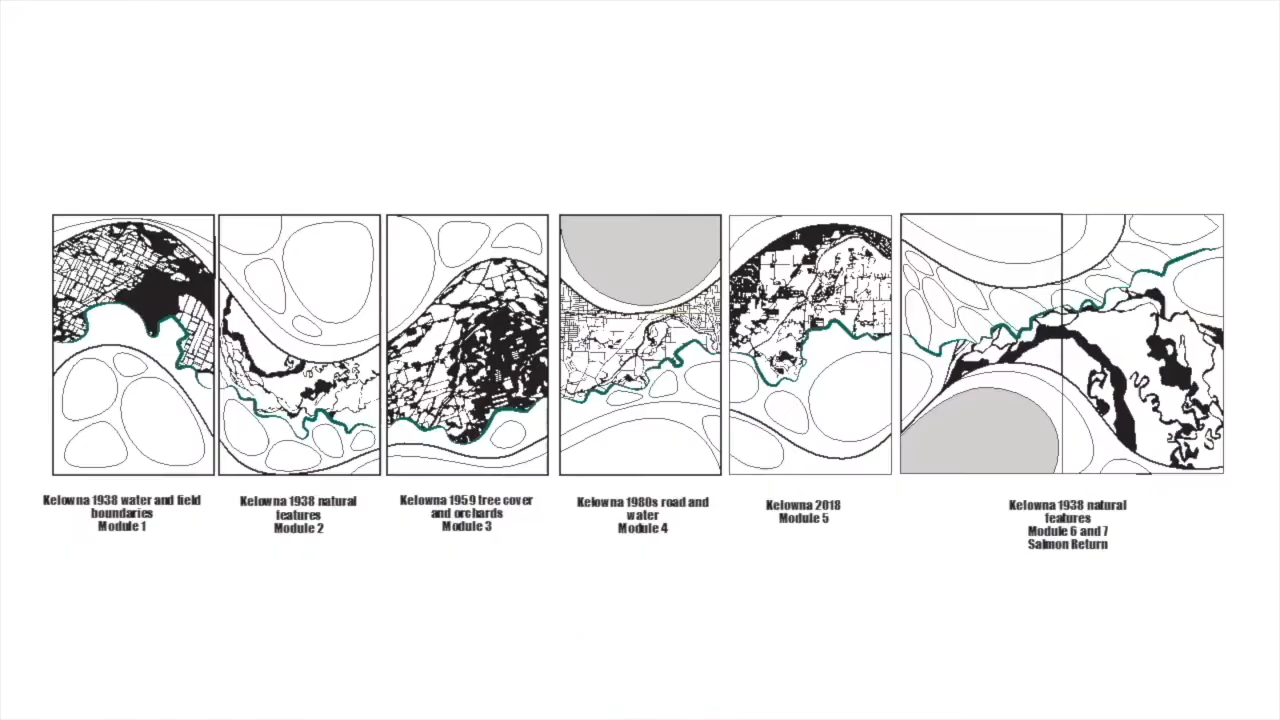 Kelowna 1938 water and field
boundaries
Module 1
Kelowna 1938 natural
features
Module 2
Kelowna 1959 tree cover
and orchards
Module 3
Kelowna 1980s road and
water
Module 4
Kelowna 2018
Module 5
Kelowna 1938 natural
features
Module 6 and 7
Salmon Return